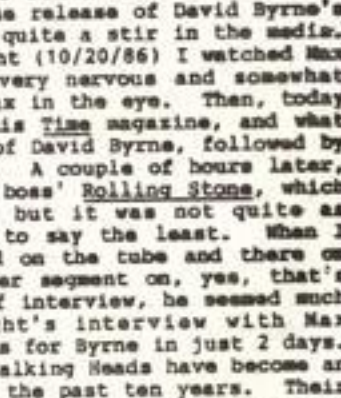 e release of David Byrne's
quite a stir in the media.
ht (10/20/86) I watched Max
very nervous and somewhat
ax in the eye. Then, today
is Time magazine, and what
of David Byrne, followed by
A couple of hours later,
boss' Rolling Stone, which
but it was not quite as
to say the least. When I
d on the tube and there on
er segment on, yes, that's
f interview, he seemed much
ght's interview with Max
s for Byrne in just 2 days.
alking Heads have become an
the past ten years. Their